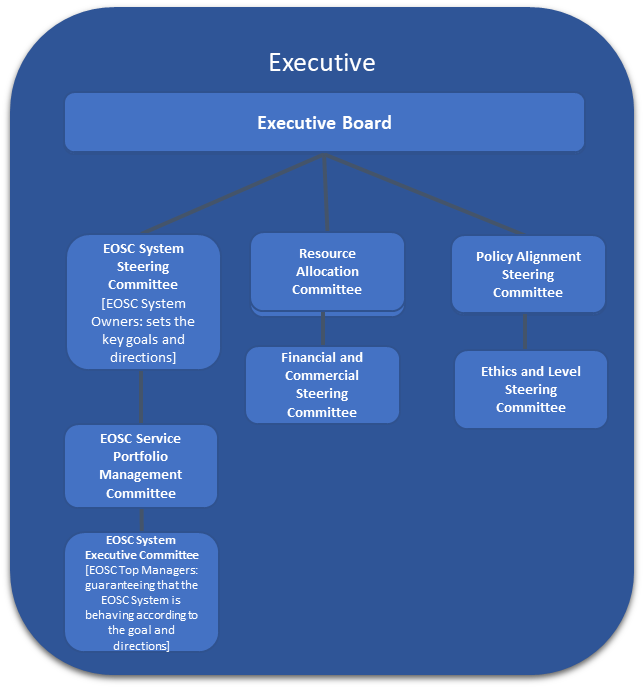 Executive
Executive Board
EOSC System
Steering
Committee
[EOSC System
Owners: sets the
key goals and
directions]
Resource
Allocation
Committee
Policy Alignment
Steering
Committee
Financial and
Commercial
Steering
Committee
Ethics and Level
Steering
Committee
EOSC Service
Portfolio
Management
Committee
EOSC System
Executive Committee
[EOSC Top Managers:
guaranteeing that the
EOSC System is
behaving according to
the goal and
directions]